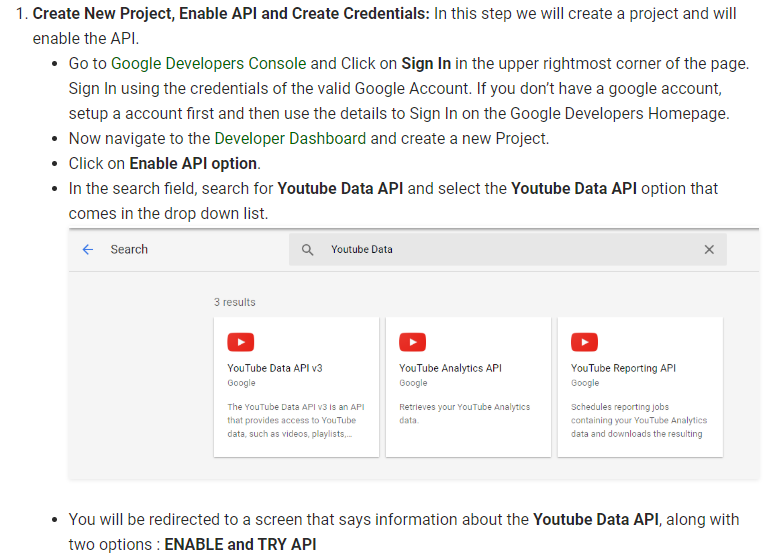 1. Create New Project, Enable API and Create Credentials: In this step we will create a project and will
enable the API.
• Go to Google Developers Console and Click on Sign In in the upper rightmost corner of the page.
Sign In using the credentials of the valid Google Account. If you don’t have a google account,
setup a account first and then use the details to Sign In on the Google Developers Homepage.
• Now navigate to the Developer Dashboard and create a new Project.
• Click on Enable API option.
• In the search field, search for Youtube Data API and select the Youtube Data API option that
comes in the drop down list.
Search
Youtube Data
3 results
YouTube Data API v3
Google
The YouTube Data API v3 is an API
that provides access to YouTube
data, such as videos, playlists,...
YouTube Analytics API
Google
Retrieves your YouTube Analytics
data.
YouTube Reporting API
Google
Schedules reporting jobs
containing your YouTube Analytics
data and downloads the resulting
• You will be redirected to a screen that says information about the Youtube Data API, along with
two options : ENABLE and TRY API